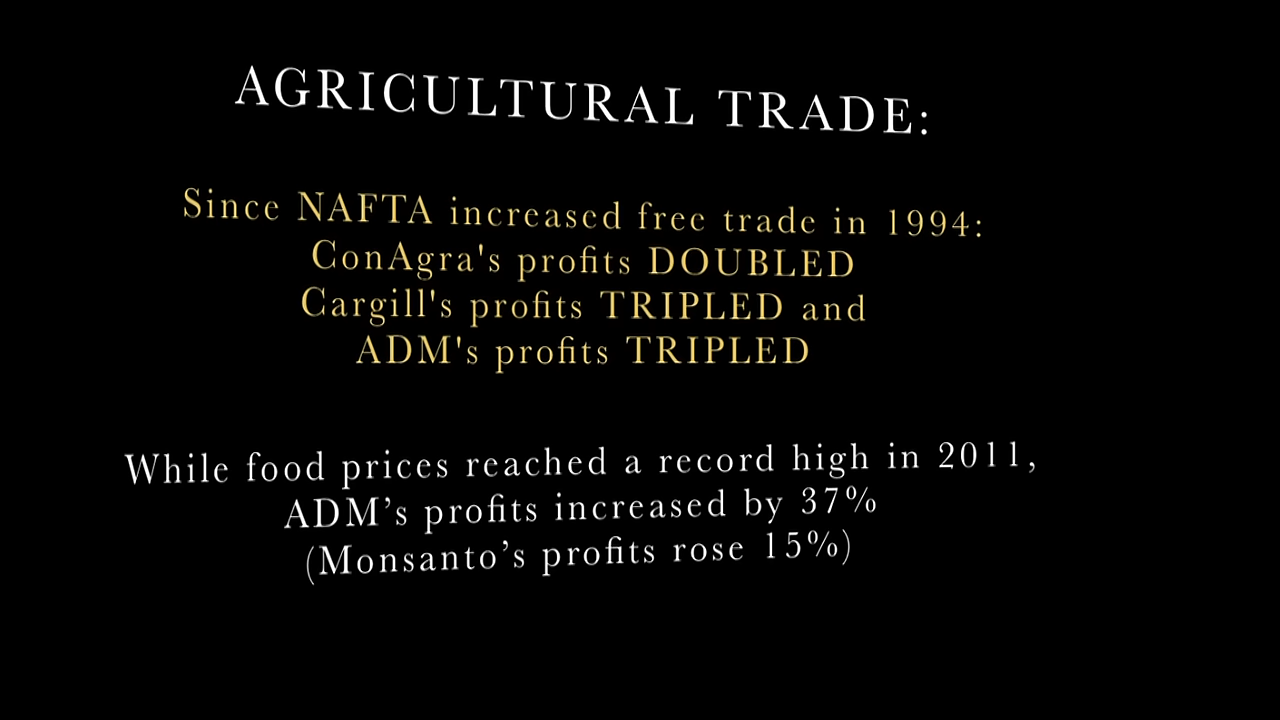 AGRICULTURAL TRADE:
Since NAFTA increased free trade in 1994:
ConAgra's profits DOUBLED
Cargill's profits TRIPLED and
ADM's profits TRIPLED
While food prices reached a record high in 2011,
ADM’s profits increased by 37%
(Monsanto’s profits rose 15%)